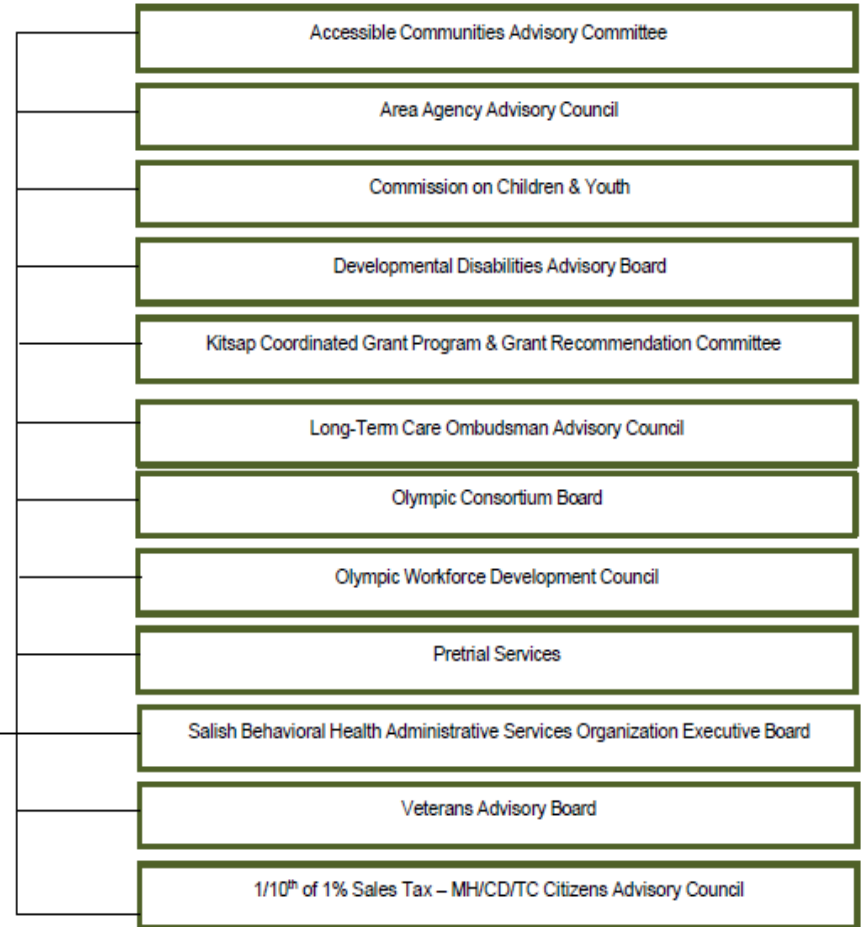 Accessible Communities Advisory Committee
Area Agency Advisory Council
Commission on Children & Youth
Developmental Disabilities Advisory Board
Kitsap Coordinated Grant Program & Grant Recommendation Committee
Long-Term Care Ombudsman Advisory Council
Olympic Consortium Board
Olympic Workforce Development Council
Pretrial Services
Salish Behavioral Health Administrative Services Organization Executive Board
Veterans Advisory Board
1/10th of 1% Sales Tax – MH/CD/TC Citizens Advisory Council